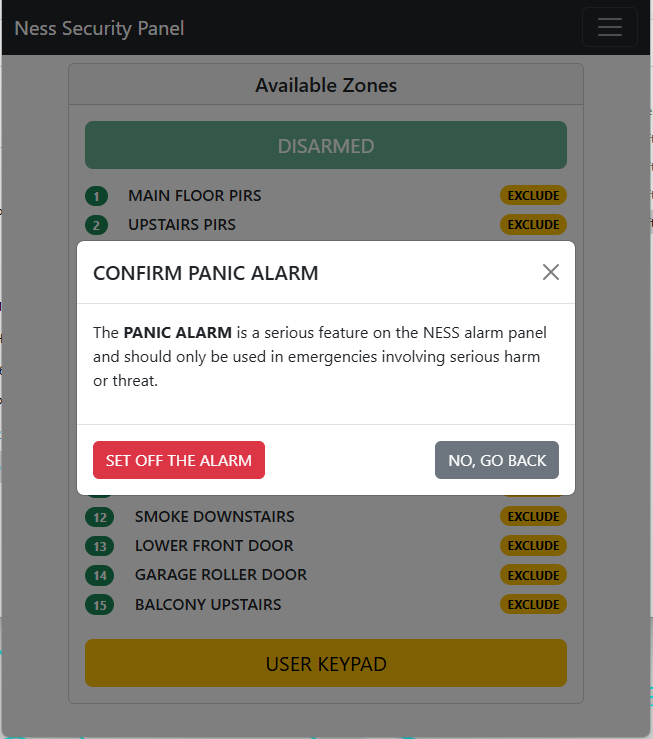 Ness Security Panel
Available Zones
DISARMED
1 MAIN FLOOR PIRS EXCLUDE
2 UPSTAIRS PIRS EXCLUDE
CONFIRM PANIC ALARM
The PANIC ALARM is a serious feature on the NESS alarm panel
and should only be used in emergencies involving serious harm
or threat.
SET OFF THE ALARM NO, GO BACK
12 SMOKE DOWNSTAIRS EXCLUDE
13 LOWER FRONT DOOR EXCLUDE
14 GARAGE ROLLER DOOR EXCLUDE
15 BALCONY UPSTAIRS EXCLUDE
USER KEYPAD